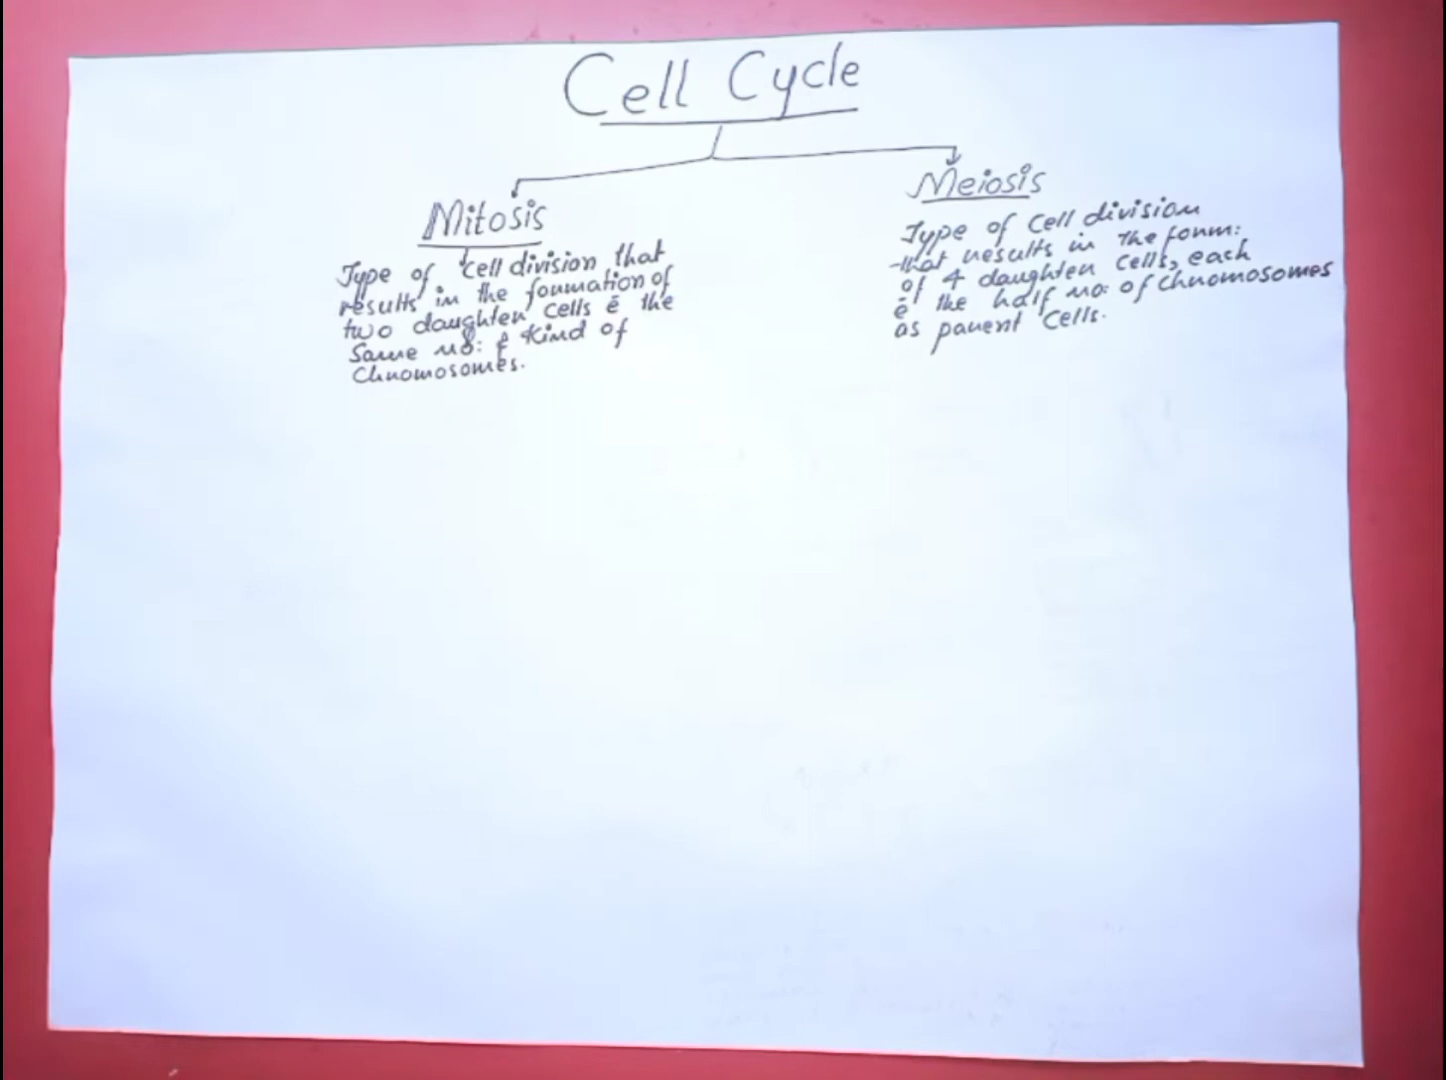 Cell Cycle
Mitosis
Type of cell division that
results in the formation of
two daughter cells c̄ the
Same no: & Kind of
Chromosomes.
Meiosis
Type of Cell division
that results in the form:
of 4 daughter Cells, each
c̄ the half no: of Chromosomes
as parent Cells.